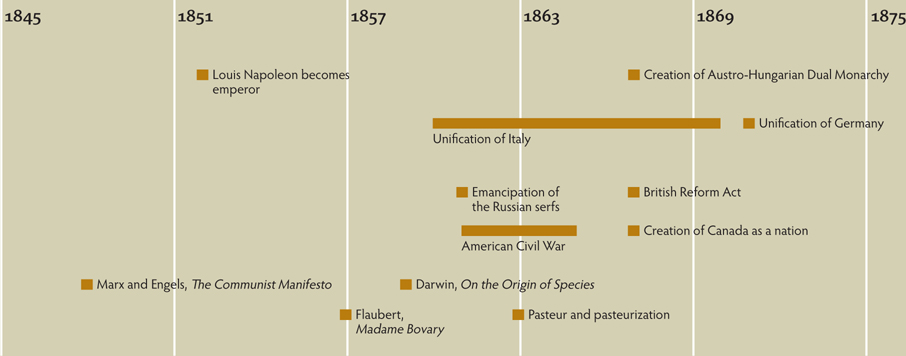 1845
1851
1857
1863
1869
1875
Louis Napoleon becomes
emperor
Creation of Austro-Hungarian Dual Monarchy
Unification of Italy
Unification of Germany
Emancipation of
the Russian serfs
British Reform Act
American Civil War
Creation of Canada as a nation
Marx and Engels, The Communist Manifesto
Darwin, On the Origin of Species
Flaubert,
Madame Bovary
Pasteur and pasteurization